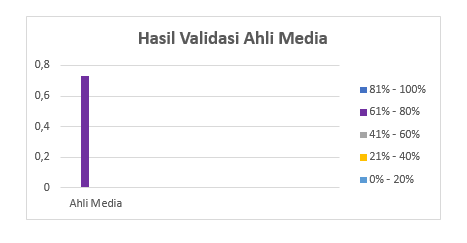 Hasil Validasi Ahli Media
0,8
0,6
0,4
0,2
0
Ahli Media
81% - 100%
61% - 80%
41% - 60%
21% - 40%
0% - 20%